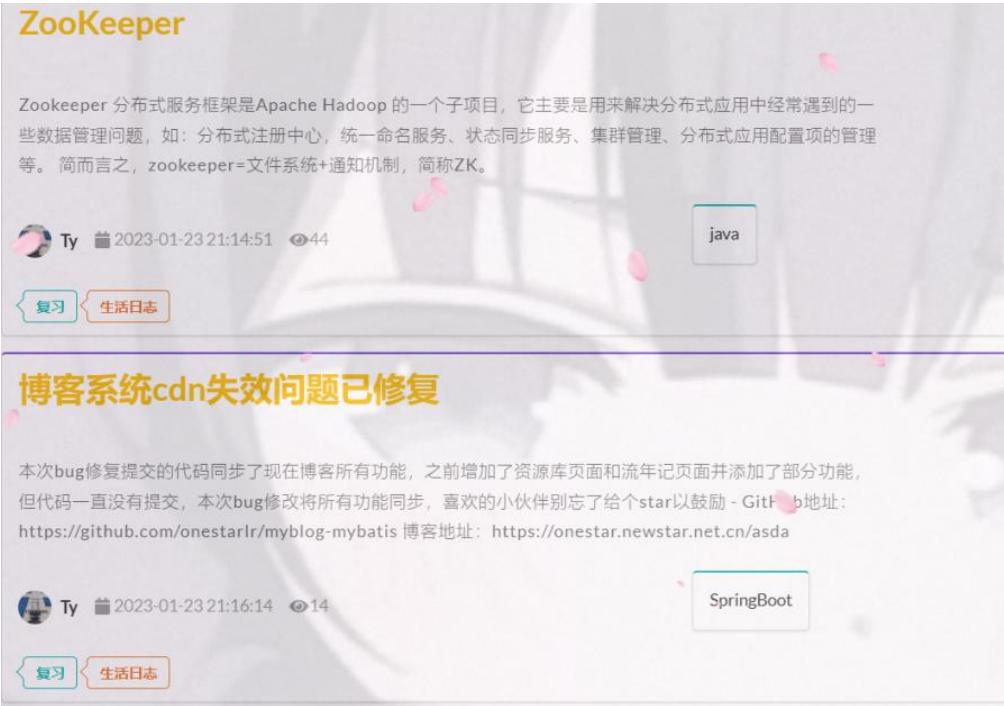 ZooKeeper
Zookeeper 分布式服务框架是Apache Hadoop 的一个子项目，它主要是用来解决分布式应用中经常遇到的一
些数据管理问题，如：分布式注册中心，统一命名服务、状态同步服务、集群管理、分布式应用配置项的管理
等。 简而言之，zookeeper=文件系统+通知机制，简称ZK。
Ty 2023-01-23 21:14:51 44 java
复习 生活日志
博客系统cdn失效问题已修复
本次bug修复提交的代码同步了现在博客所有功能，之前增加了资源库页面和流年记页面并添加了部分功能，
但代码一直没有提交，本次bug修改将所有功能同步，喜欢的小伙伴别忘了给个star以鼓励 - GitHub地址：
https://github.com/onestarlr/myblog-mybatis 博客地址：https://onestar.newstar.net.cn/asda
Ty 2023-01-23 21:16:14 14 SpringBoot
复习 生活日志